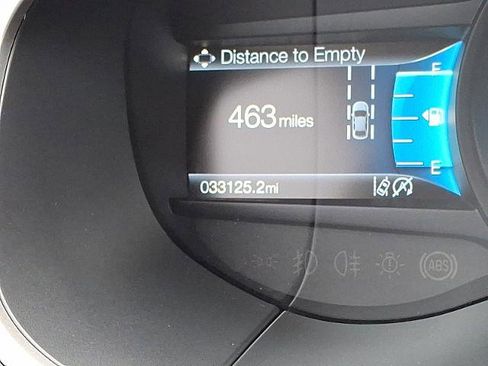 Distance to Empty
F
463 miles
E
033125.2mi
ABS